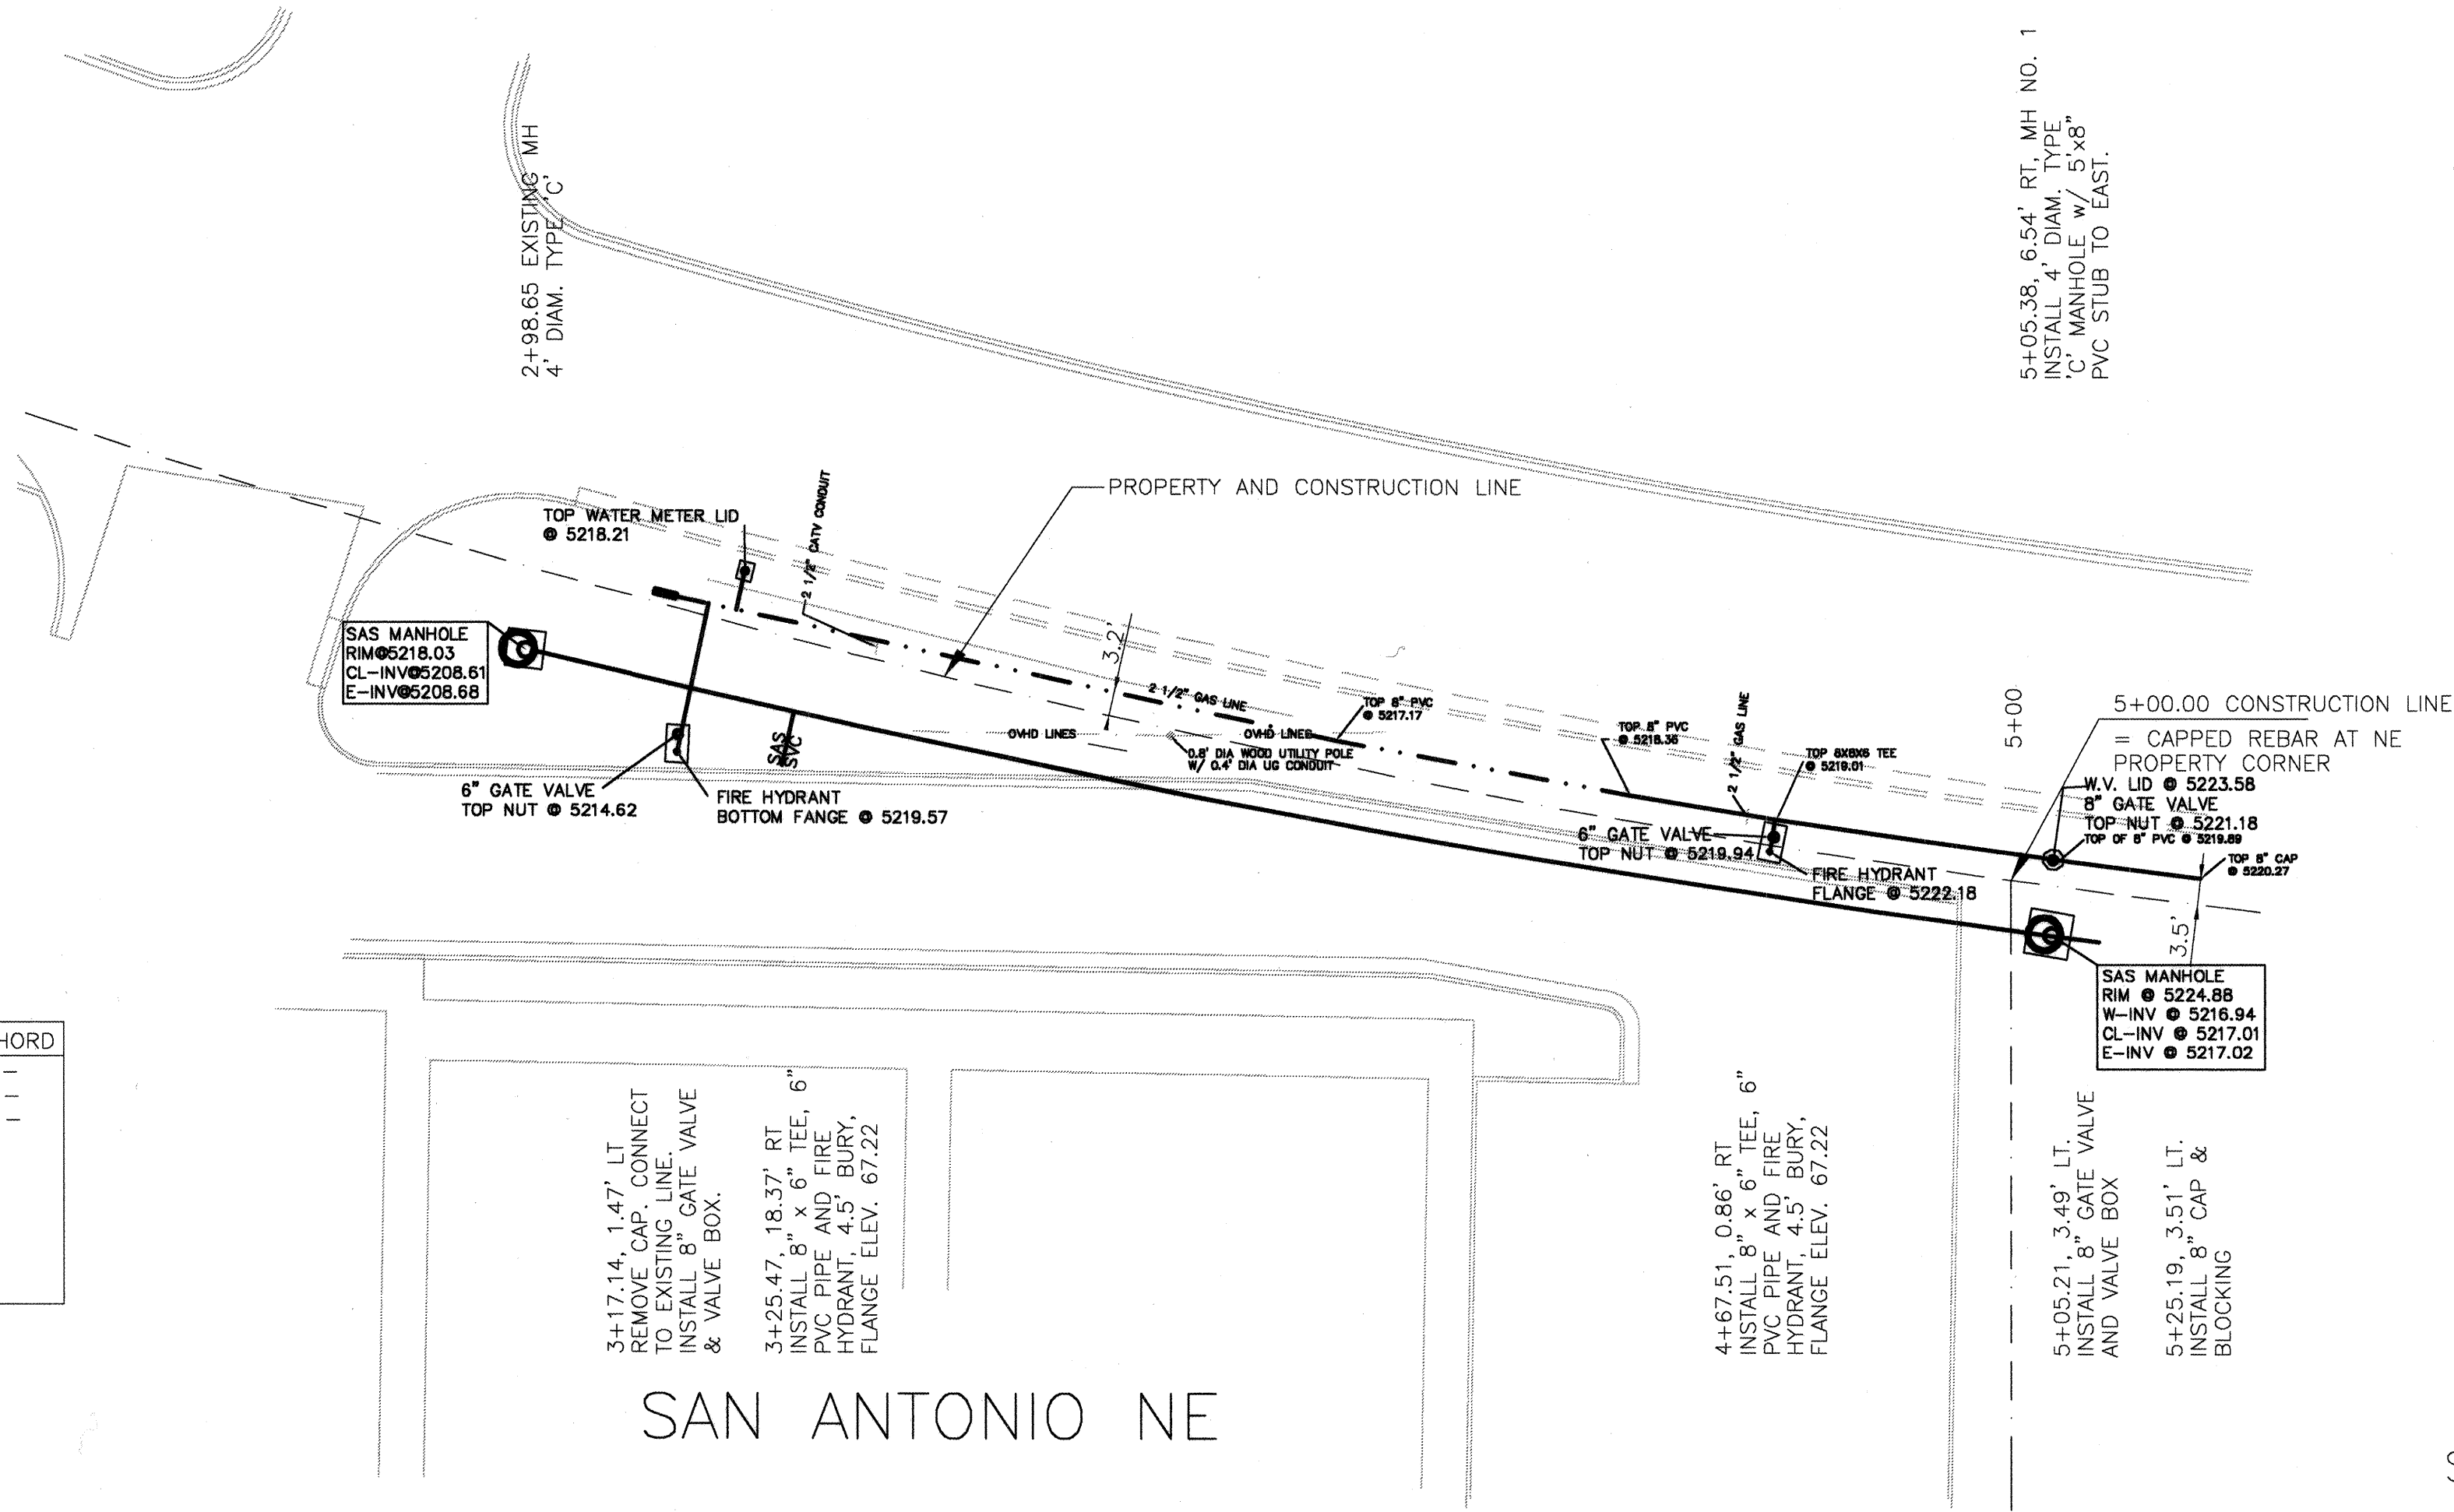 2+98.65 EXISTING MH
4' DIAM. TYPE 'C'
5+05.38, 6.54' RT, MH NO. 1
INSTALL 4' DIAM. TYPE
'C' MANHOLE w/ 5'x8"
PVC STUB TO EAST.
PROPERTY AND CONSTRUCTION LINE
TOP WATER METER LID
@ 5218.21
2 1/2" CATV CONDUIT
SAS MANHOLE
RIM@5218.03
CL-INV@5208.61
E-INV@5208.68
3.2'
2 1/2" GAS LINE
TOP 8" PVC
@ 5217.17
OVHD LINES
OVHD LINES
0.8' DIA WOOD UTILITY POLE
W/ 0.4' DIA UG CONDUIT
SAS
SVC
6" GATE VALVE
TOP NUT @ 5214.62
FIRE HYDRANT
BOTTOM FANGE @ 5219.57
TOP 8" PVC
@ 5218.36
2 1/2" GAS LINE
TOP 8X8X6 TEE
@ 5219.01
6" GATE VALVE
TOP NUT @ 5219.94
FIRE HYDRANT
FLANGE @ 5222.18
5+00
5+00.00 CONSTRUCTION LINE
= CAPPED REBAR AT NE
PROPERTY CORNER
W.V. LID @ 5223.58
8" GATE VALVE
TOP NUT @ 5221.18
TOP OF 8" PVC @ 5219.89
TOP 8" CAP
@ 5220.27
3.5'
SAS MANHOLE
RIM @ 5224.88
W-INV @ 5216.94
CL-INV @ 5217.01
E-INV @ 5217.02
HORD
3+17.14, 1.47' LT
REMOVE CAP. CONNECT
TO EXISTING LINE.
INSTALL 8" GATE VALVE
& VALVE BOX.
3+25.47, 18.37' RT
INSTALL 8" x 6" TEE, 6"
PVC PIPE AND FIRE
HYDRANT, 4.5' BURY,
FLANGE ELEV. 67.22
4+67.51, 0.86' RT
INSTALL 8" x 6" TEE, 6"
PVC PIPE AND FIRE
HYDRANT, 4.5' BURY,
FLANGE ELEV. 67.22
5+05.21, 3.49' LT.
INSTALL 8" GATE VALVE
AND VALVE BOX
5+25.19, 3.51' LT.
INSTALL 8" CAP &
BLOCKING
SAN ANTONIO NE